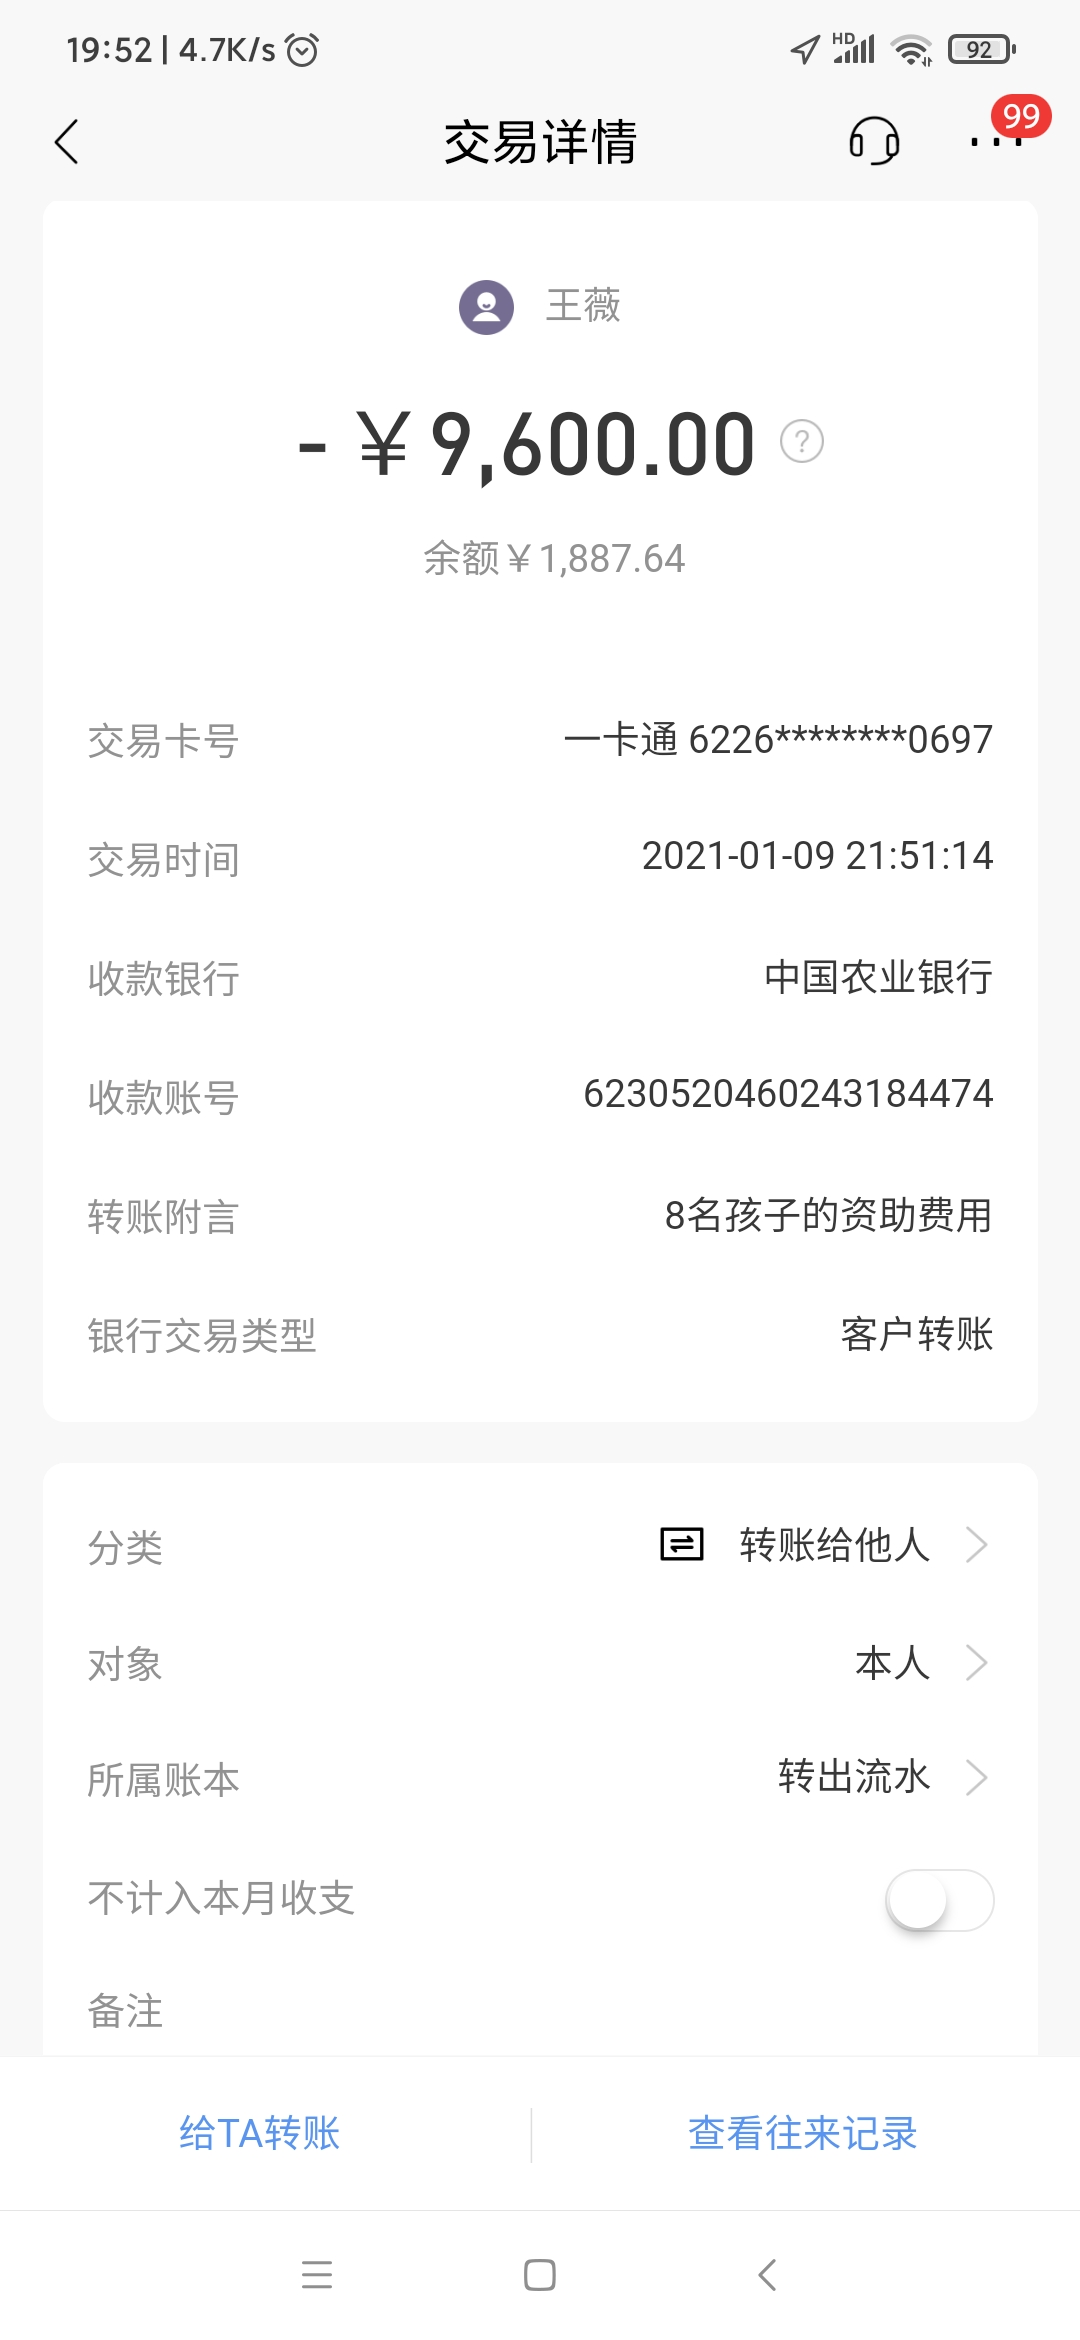 19:52 | 4.7K/s
HD
92
交易详情
99
王薇
- ￥9,600.00 ?
余额￥1,887.64
交易卡号 一卡通 6226********0697
交易时间 2021-01-09 21:51:14
收款银行 中国农业银行
收款账号 6230520460243184474
转账附言 8名孩子的资助费用
银行交易类型 客户转账
分类 转账给他人
对象 本人
所属账本 转出流水
不计入本月收支
备注
给TA转账 查看往来记录